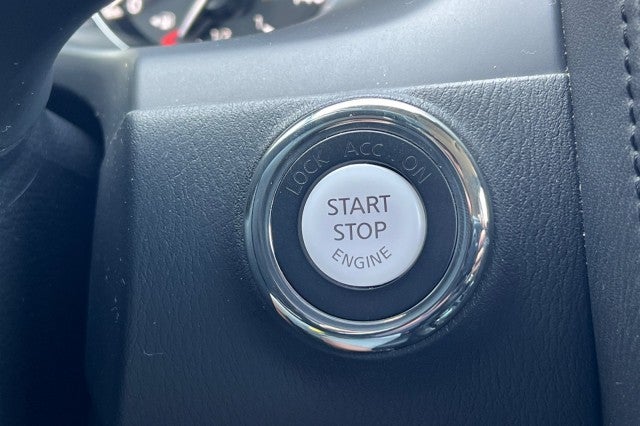 LOCK ACC ON
START
STOP
ENGINE